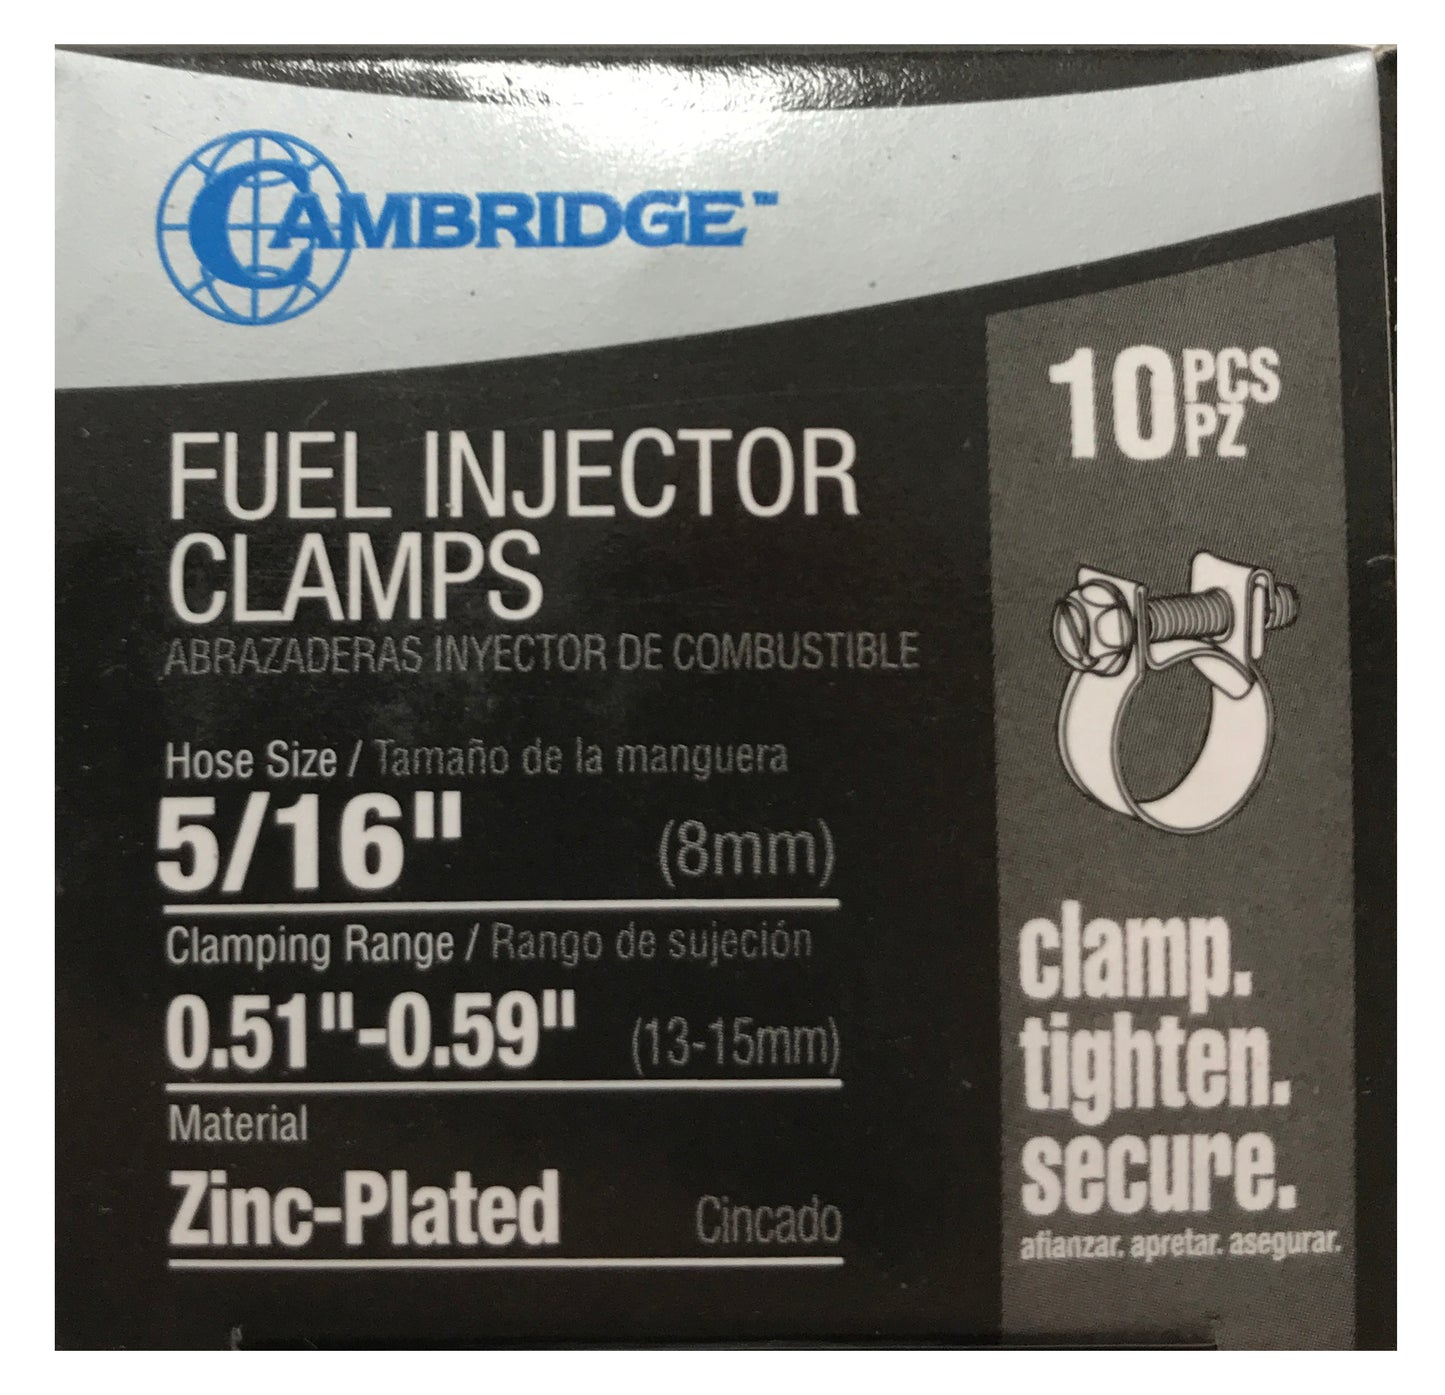 CAMBRIDGE™
10 PCS
PZ
FUEL INJECTOR
CLAMPS
ABRAZADERAS INYECTOR DE COMBUSTIBLE
Hose Size / Tamaño de la manguera
5/16" (8mm)
Clamping Range / Rango de sujeción
0.51"-0.59" (13-15mm)
Material
Zinc-Plated Cincado
clamp.
tighten.
secure.
afianzar. apretar. asegurar.